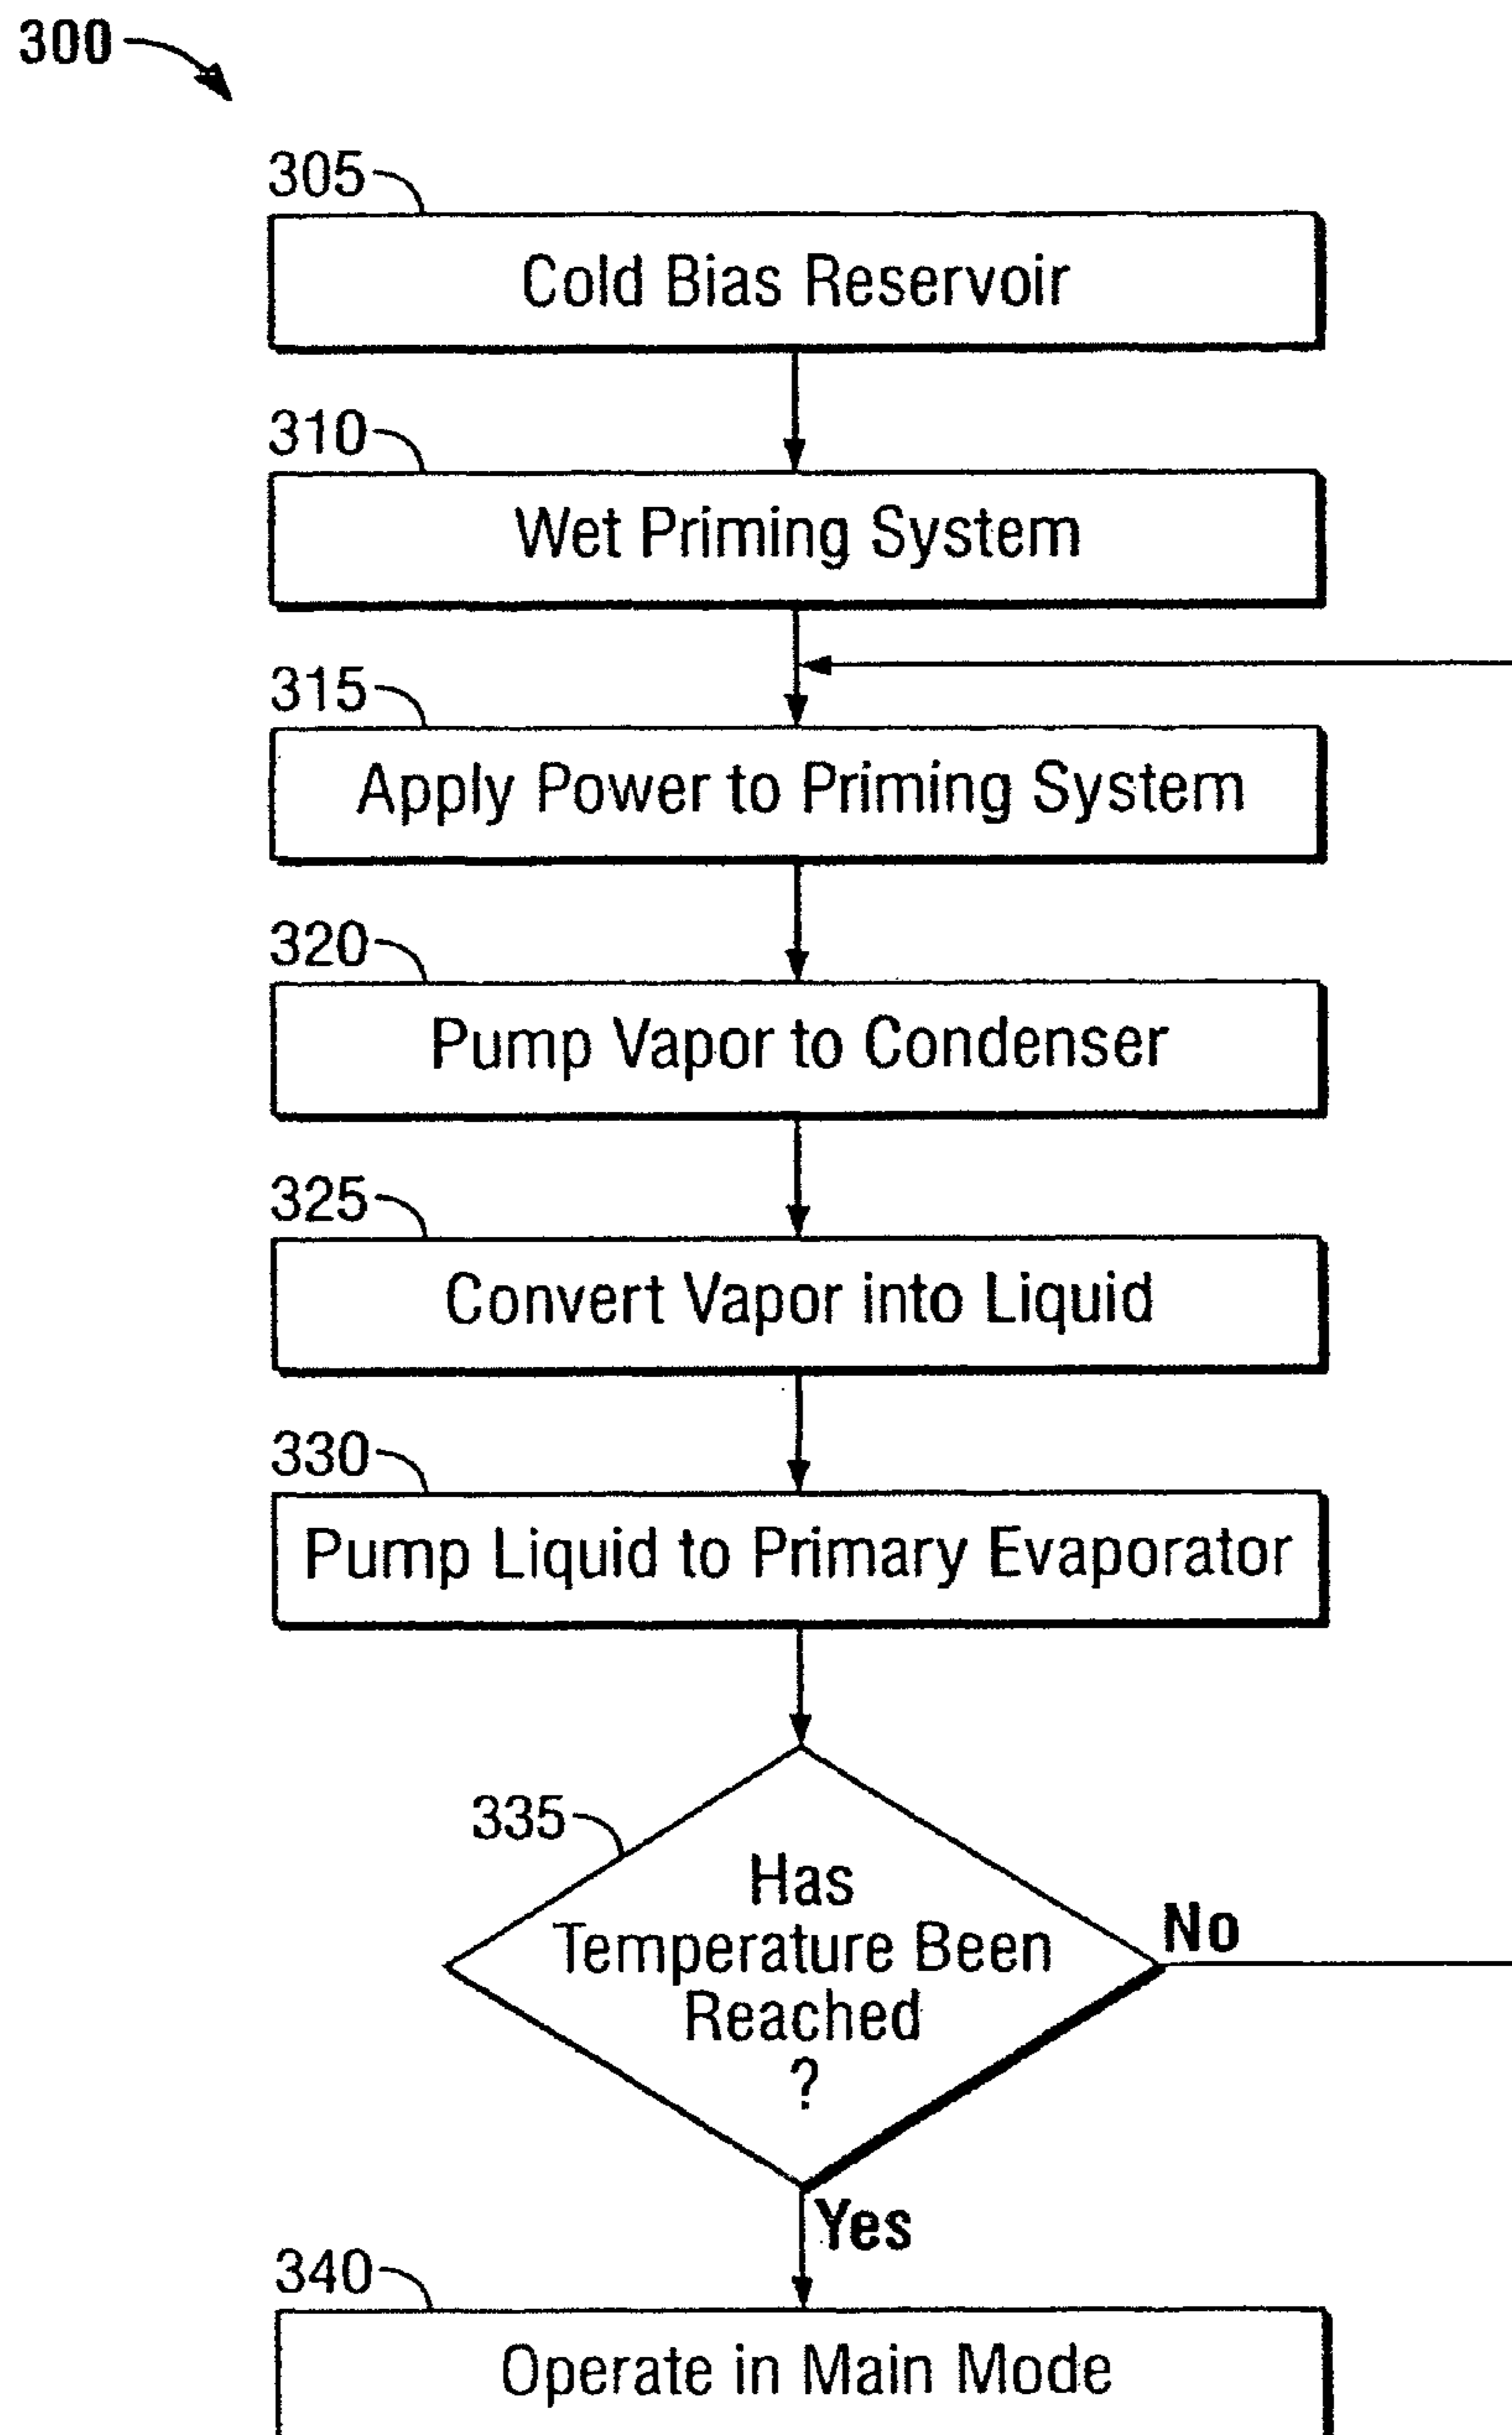 300
305
Cold Bias Reservoir
310
Wet Priming System
315
Apply Power to Priming System
320
Pump Vapor to Condenser
325
Convert Vapor into Liquid
330
Pump Liquid to Primary Evaporator
335
Has
Temperature Been
Reached
?
No
Yes
340
Operate in Main Mode